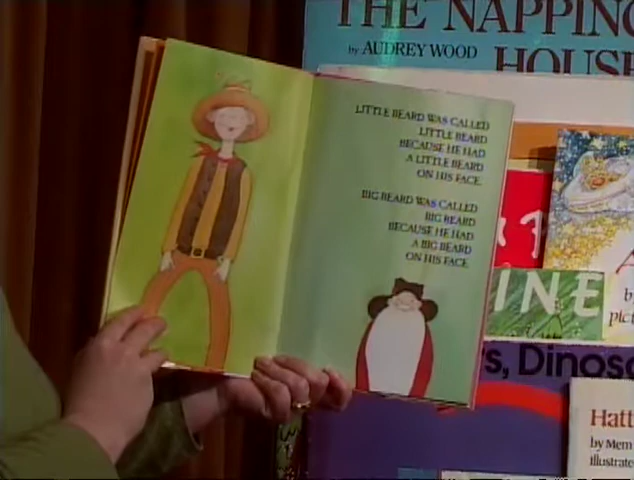 THE NAPPING
by AUDREY WOOD
HOUSE
LITTLE BEARD WAS CALLED
LITTLE BEARD
BECAUSE HE HAD
A LITTLE BEARD
ON HIS FACE.
BIG BEARD WAS CALLED
BIG BEARD
BECAUSE HE HAD
A BIG BEARD
ON HIS FACE.
INE
s, Dinoso
Hatt
by Mem
illustrate